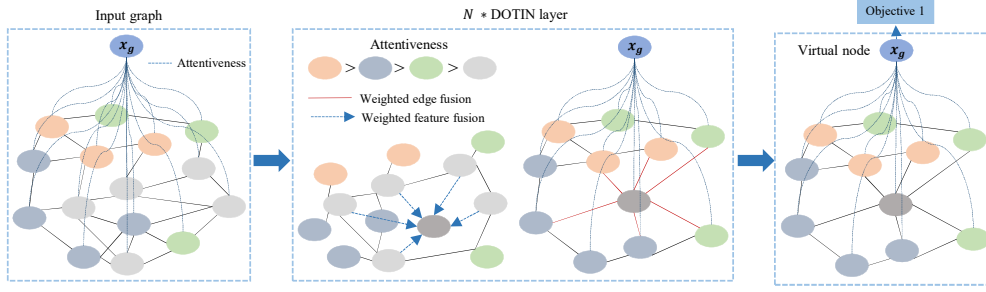 Input graph
x_g
Attentiveness
N * DOTIN layer
Attentiveness
> > >
Weighted edge fusion
Weighted feature fusion
x_g
Objective 1
Virtual node
x_g